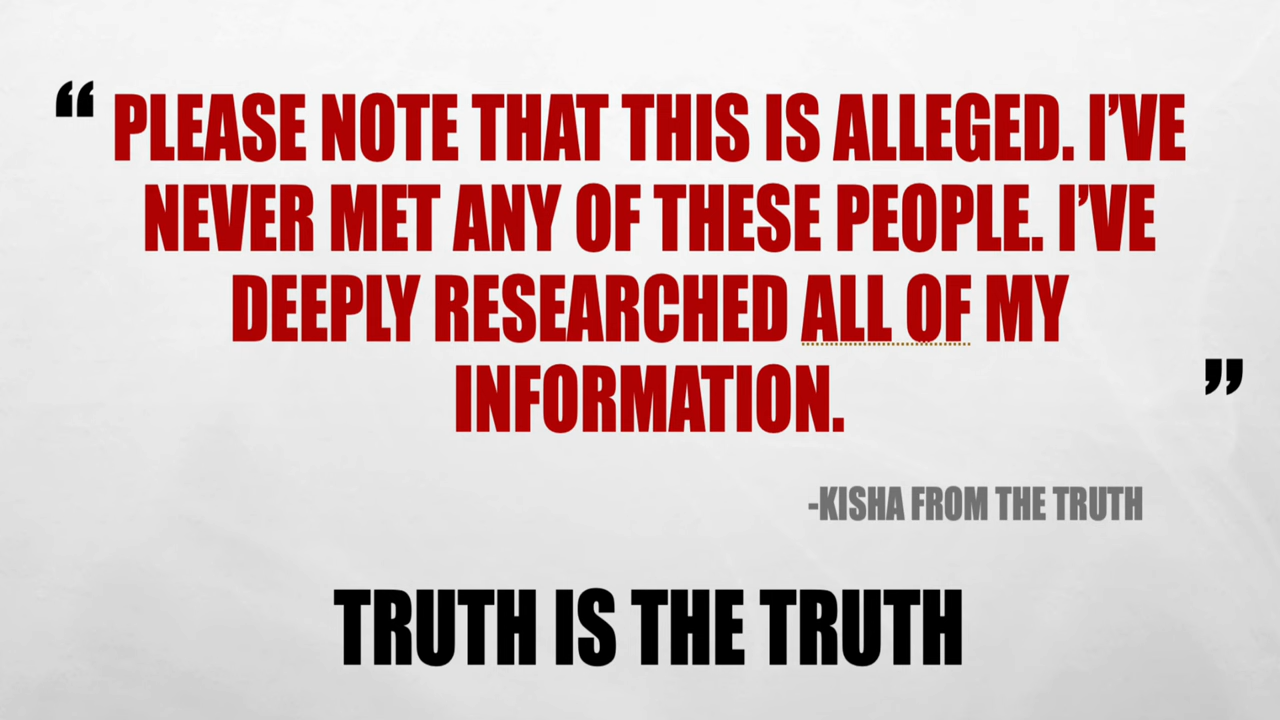 “ PLEASE NOTE THAT THIS IS ALLEGED. I’VE
NEVER MET ANY OF THESE PEOPLE. I’VE
DEEPLY RESEARCHED ALL OF MY
INFORMATION. ”
-KISHA FROM THE TRUTH
TRUTH IS THE TRUTH